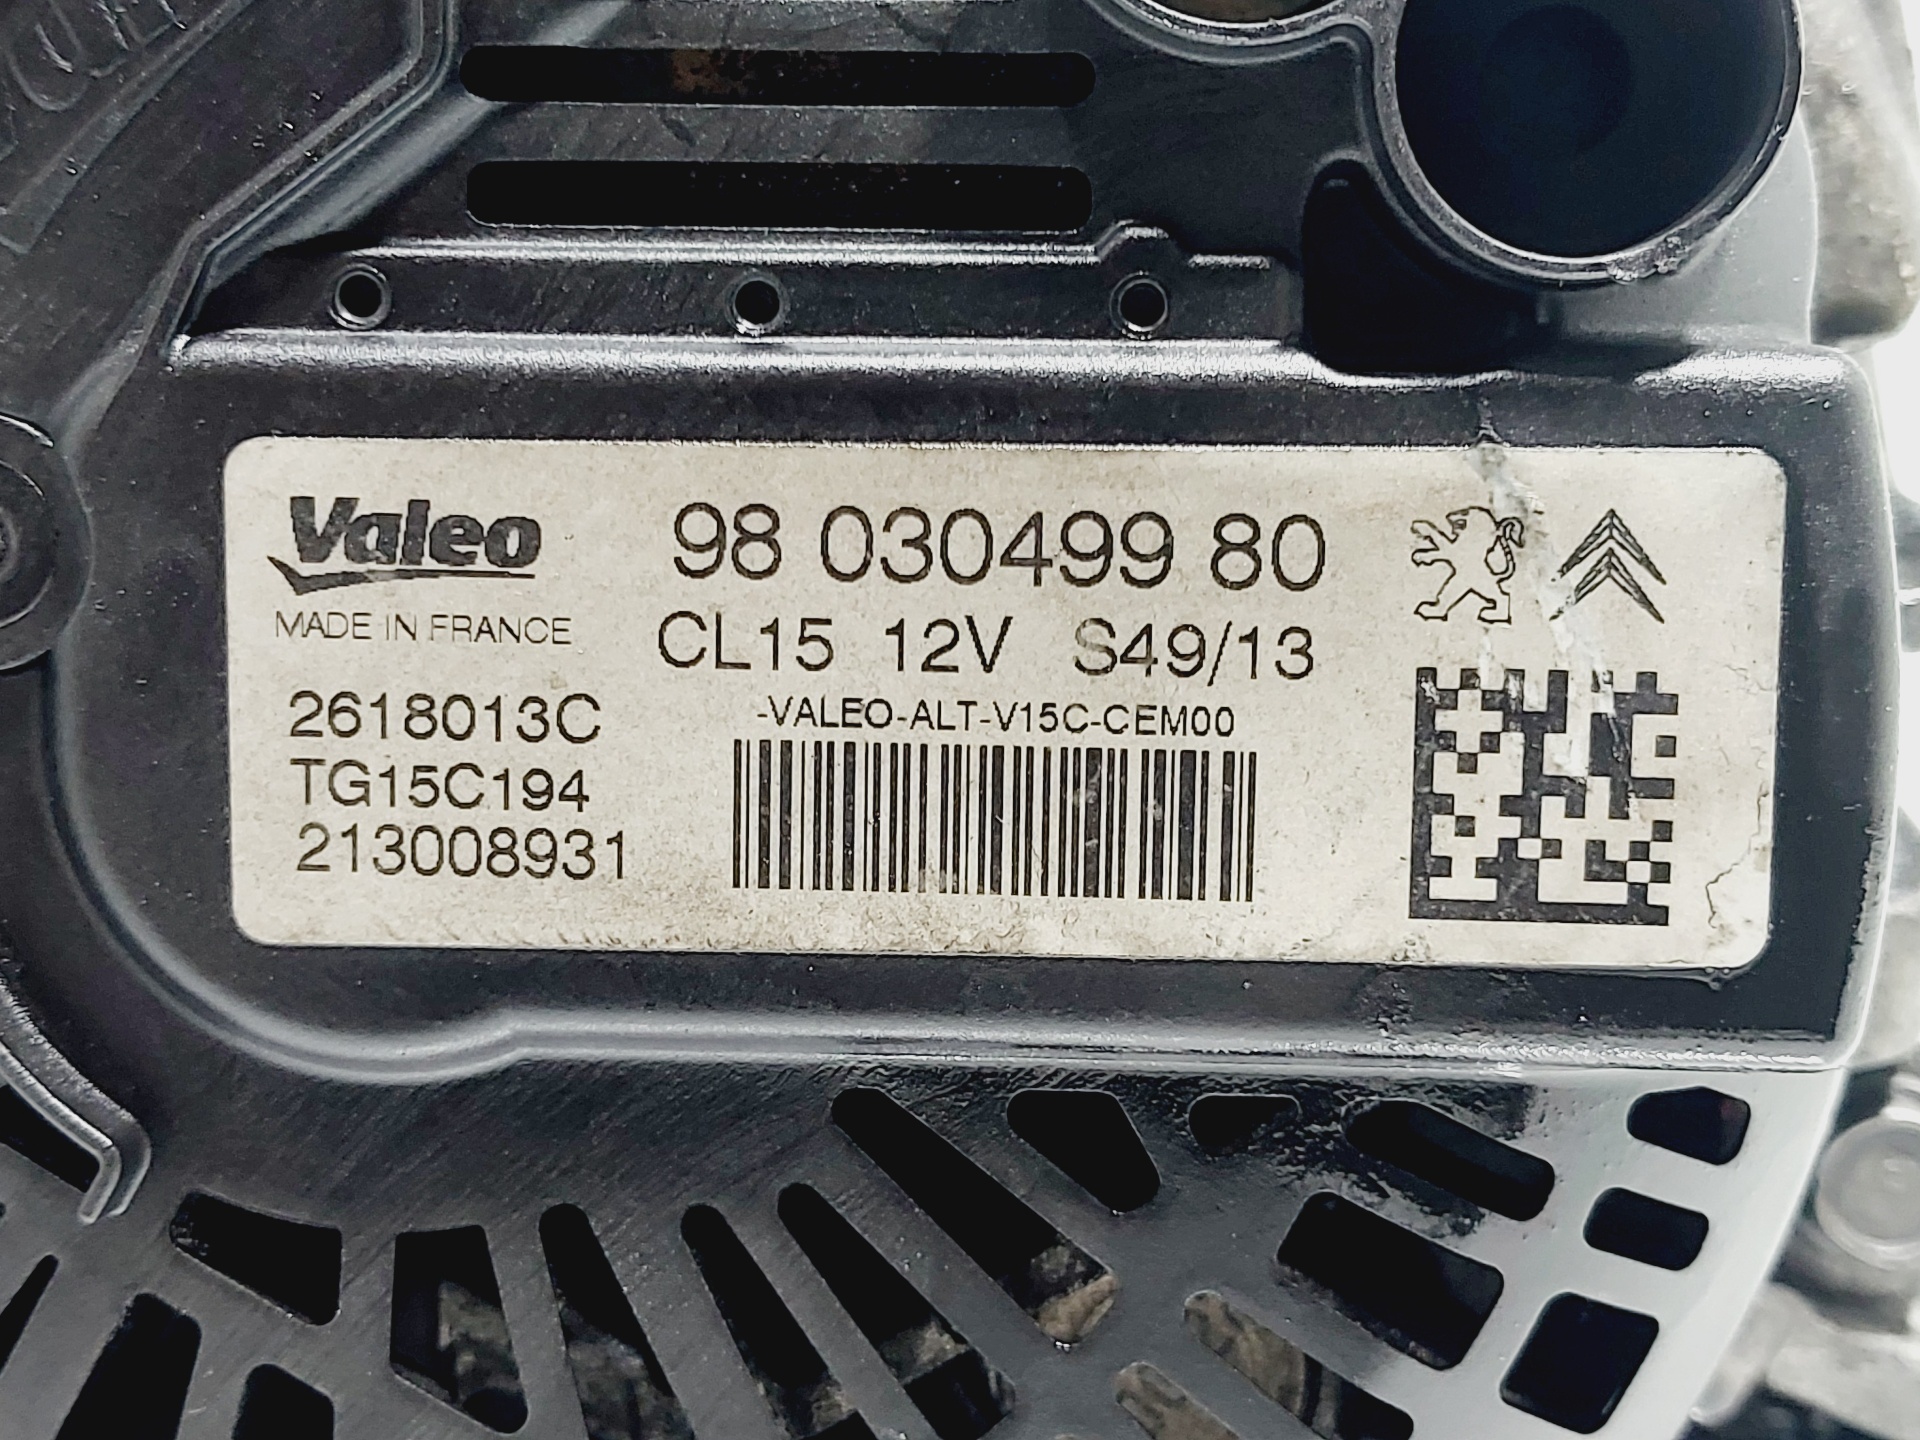 Valeo
MADE IN FRANCE
98 030499 80
CL15 12V S49/13
2618013C
TG15C194
213008931
-VALEO-ALT-V15C-CEM00